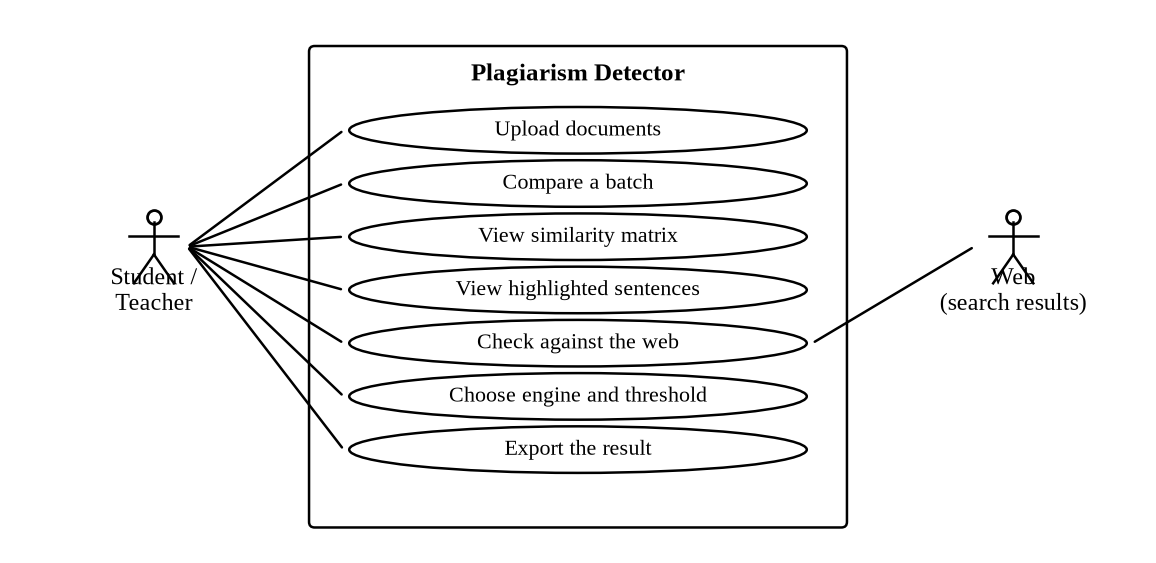 Plagiarism Detector
Upload documents
Compare a batch
View similarity matrix
View highlighted sentences
Check against the web
Choose engine and threshold
Export the result
Student /
Teacher
Web
(search results)